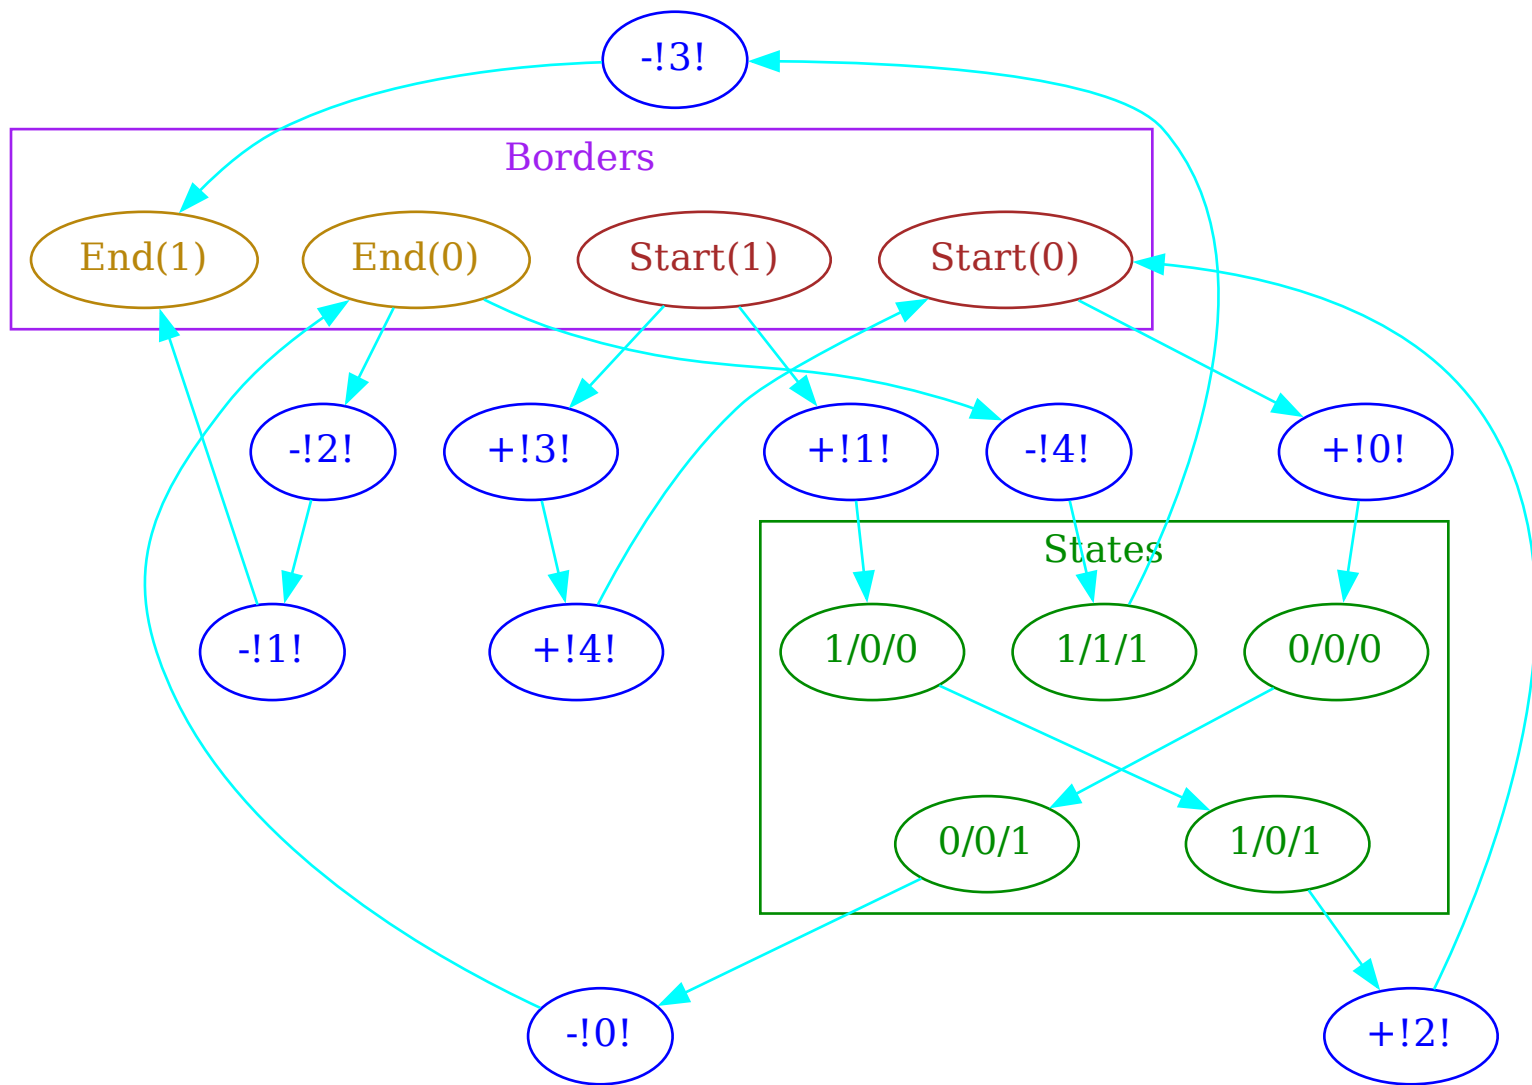 -!3!
Borders
End(1)
End(0)
Start(1)
Start(0)
-!2!
+!3!
+!1!
-!4!
+!0!
States
-!1!
+!4!
1/0/0
1/1/1
0/0/0
0/0/1
1/0/1
-!0!
+!2!